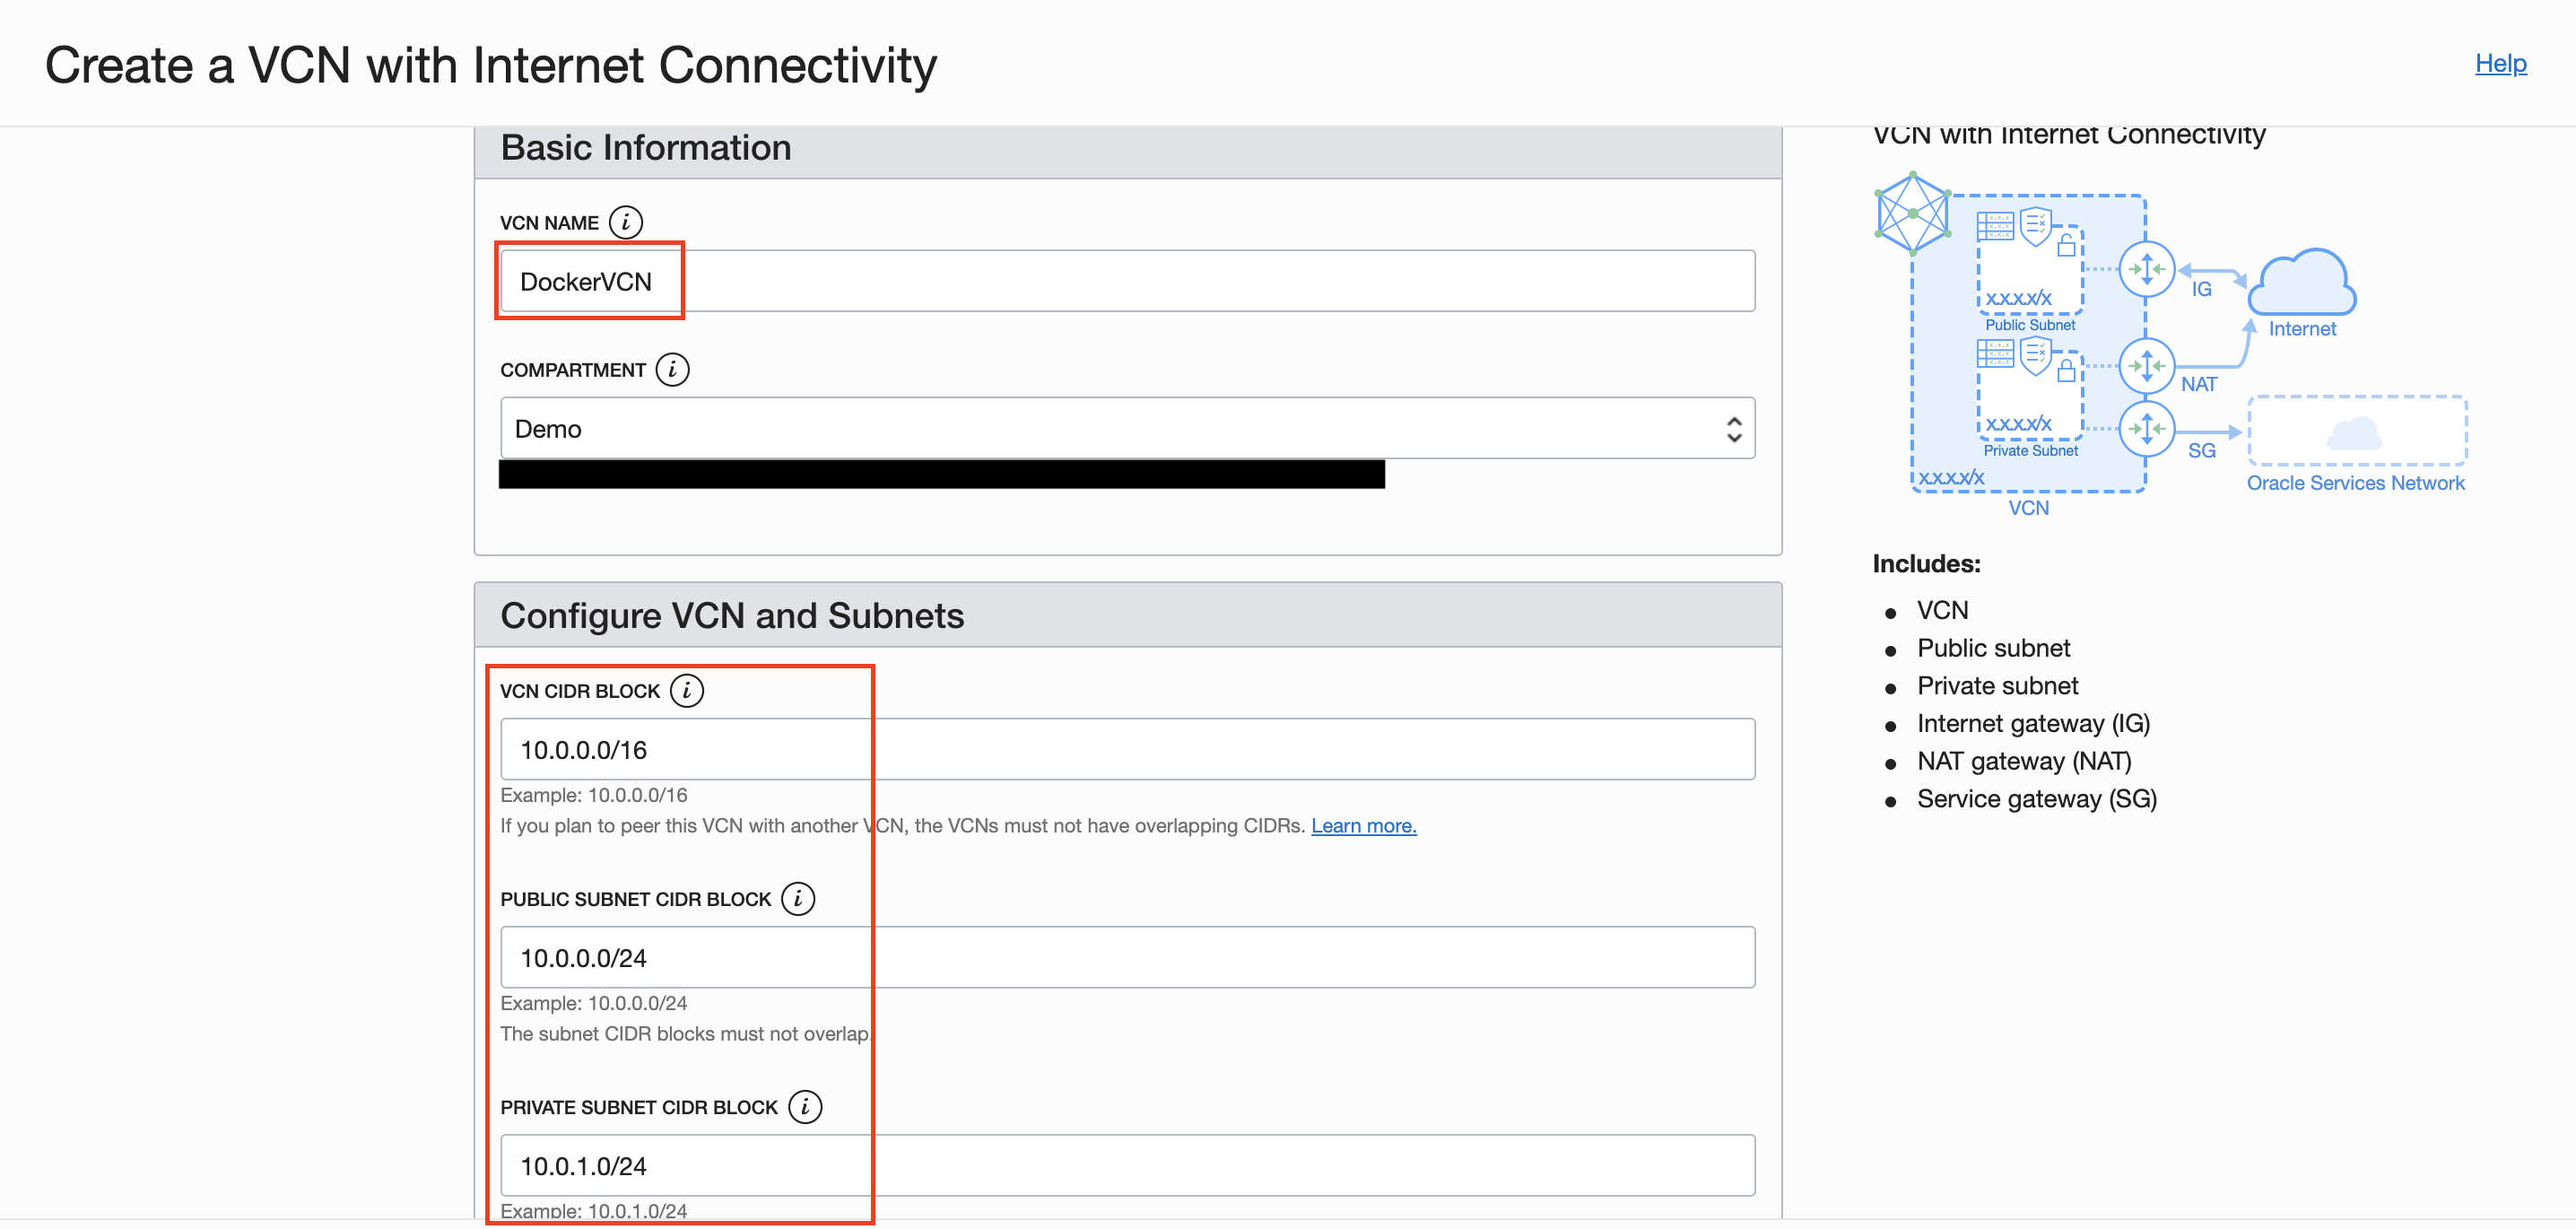 Create a VCN with Internet Connectivity
Help
Basic Information
VCN NAME i
DockerVCN
COMPARTMENT i
Demo
Configure VCN and Subnets
VCN CIDR BLOCK i
10.0.0.0/16
Example: 10.0.0.0/16
If you plan to peer this VCN with another VCN, the VCNs must not have overlapping CIDRs. Learn more.
PUBLIC SUBNET CIDR BLOCK i
10.0.0.0/24
Example: 10.0.0.0/24
The subnet CIDR blocks must not overlap.
PRIVATE SUBNET CIDR BLOCK i
10.0.1.0/24
Example: 10.0.1.0/24
VCN with Internet Connectivity
x.x.x.x/x
Public Subnet
IG
Internet
NAT
x.x.x.x/x
Private Subnet
SG
x.x.x.x/x
Oracle Services Network
VCN
Includes:
VCN
Public subnet
Private subnet
Internet gateway (IG)
NAT gateway (NAT)
Service gateway (SG)